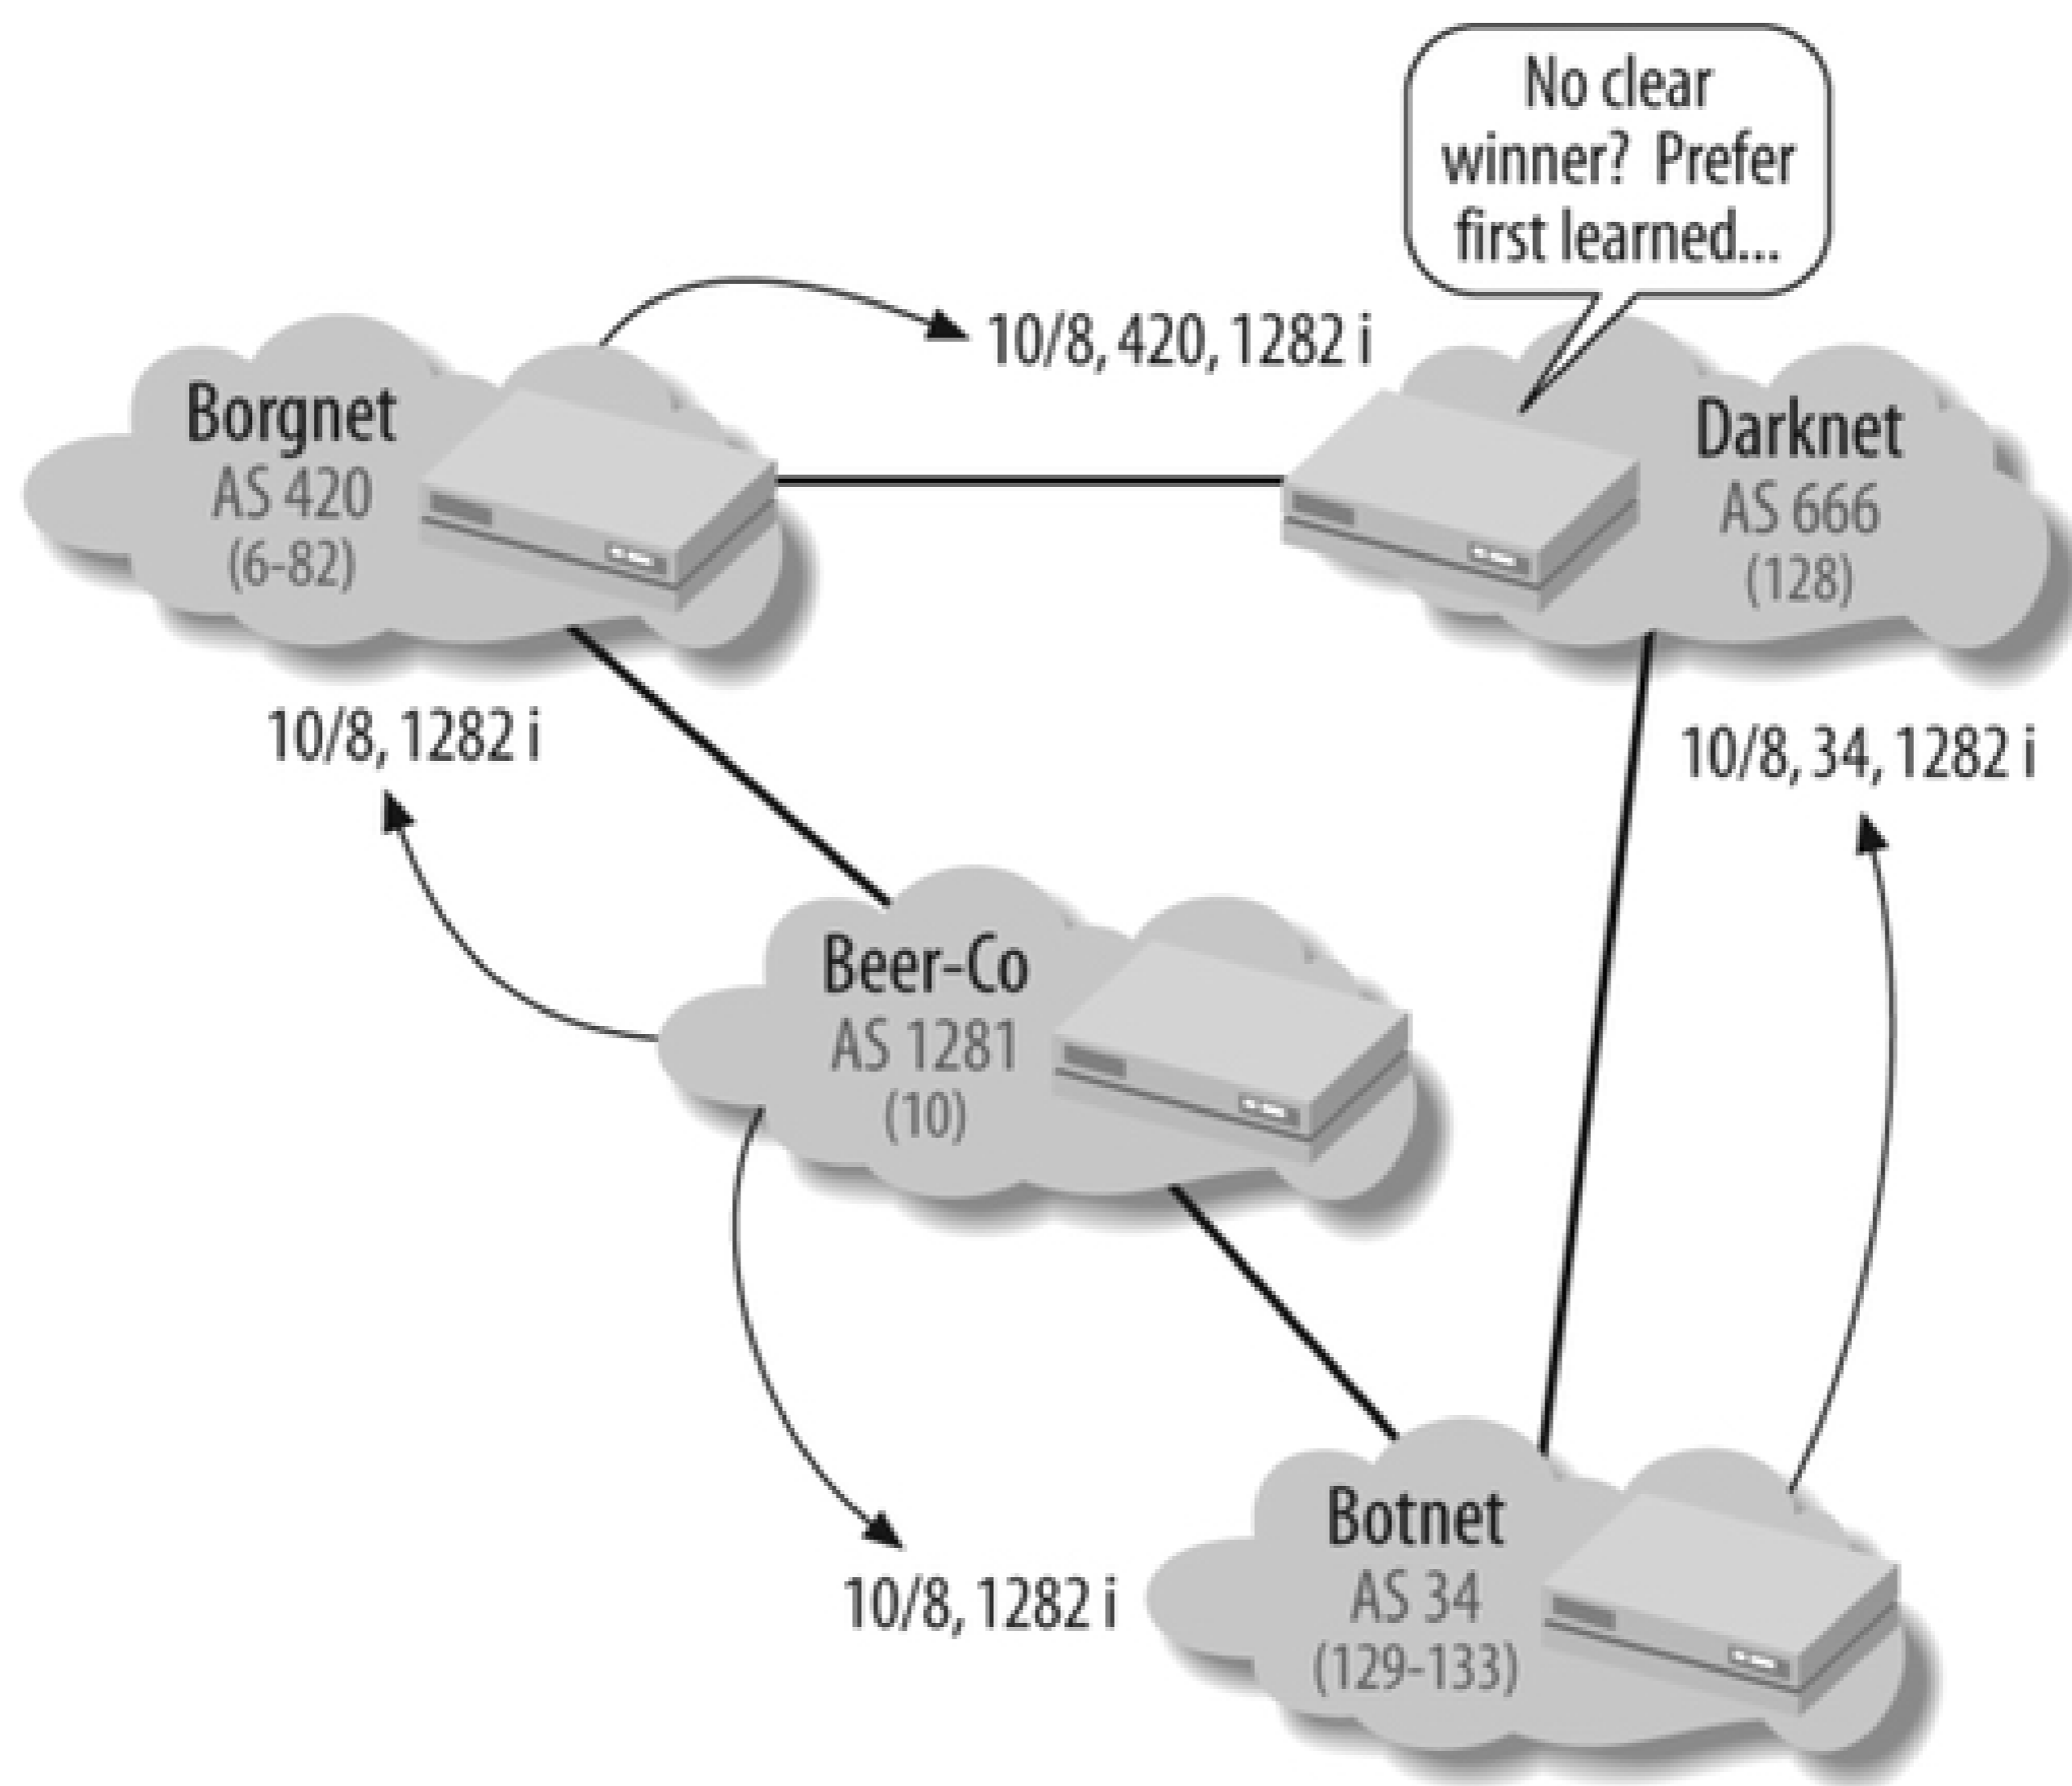 No clear
winner? Prefer
first learned...
10/8, 420, 1282 i
Borgnet
AS 420
(6-82)
Darknet
AS 666
(128)
10/8, 1282 i
10/8, 34, 1282 i
Beer-Co
AS 1281
(10)
Botnet
AS 34
(129-133)
10/8, 1282 i